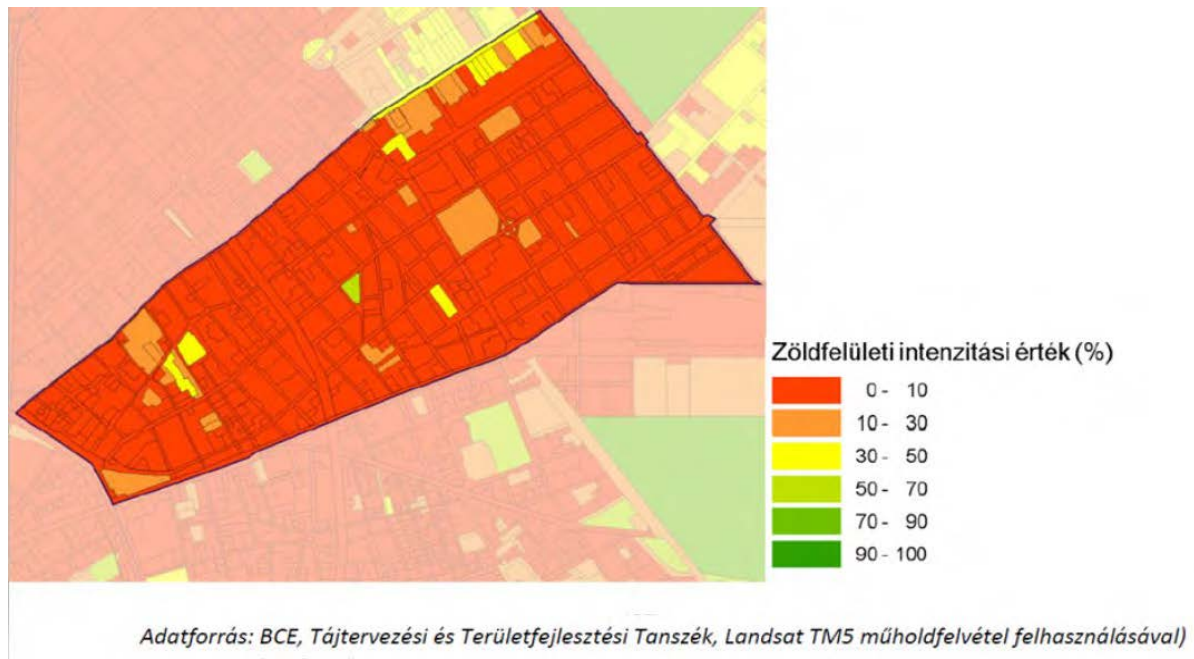 Zöldfelületi intenzitási érték (%)
0 - 10
10 - 30
30 - 50
50 - 70
70 - 90
90 - 100
Adatforrás: BCE, Tájtervezési és Területfejlesztési Tanszék, Landsat TM5 műholdfelvétel felhasználásával)